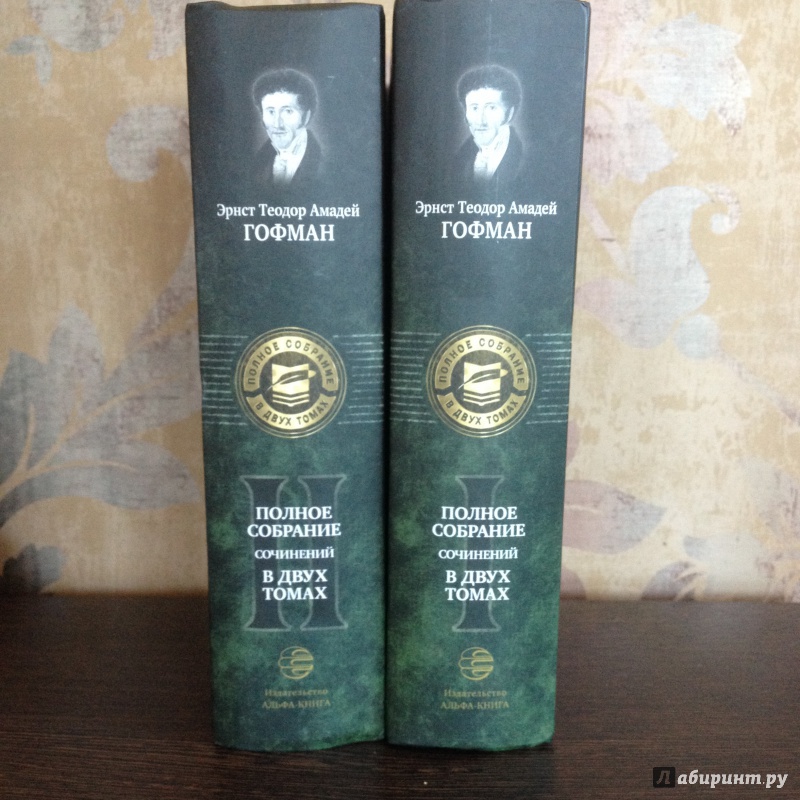 Эрнст Теодор Амадей
ГОФМАН
ПОЛНОЕ СОБРАНИЕ
В ДВУХ ТОМАХ
II
ПОЛНОЕ
СОБРАНИЕ
СОЧИНЕНИЙ
В ДВУХ
ТОМАХ
Издательство
АЛЬФА-КНИГА
Эрнст Теодор Амадей
ГОФМАН
ПОЛНОЕ СОБРАНИЕ
В ДВУХ ТОМАХ
I
ПОЛНОЕ
СОБРАНИЕ
СОЧИНЕНИЙ
В ДВУХ
ТОМАХ
Издательство
АЛЬФА-КНИГА
Лабиринт.ру